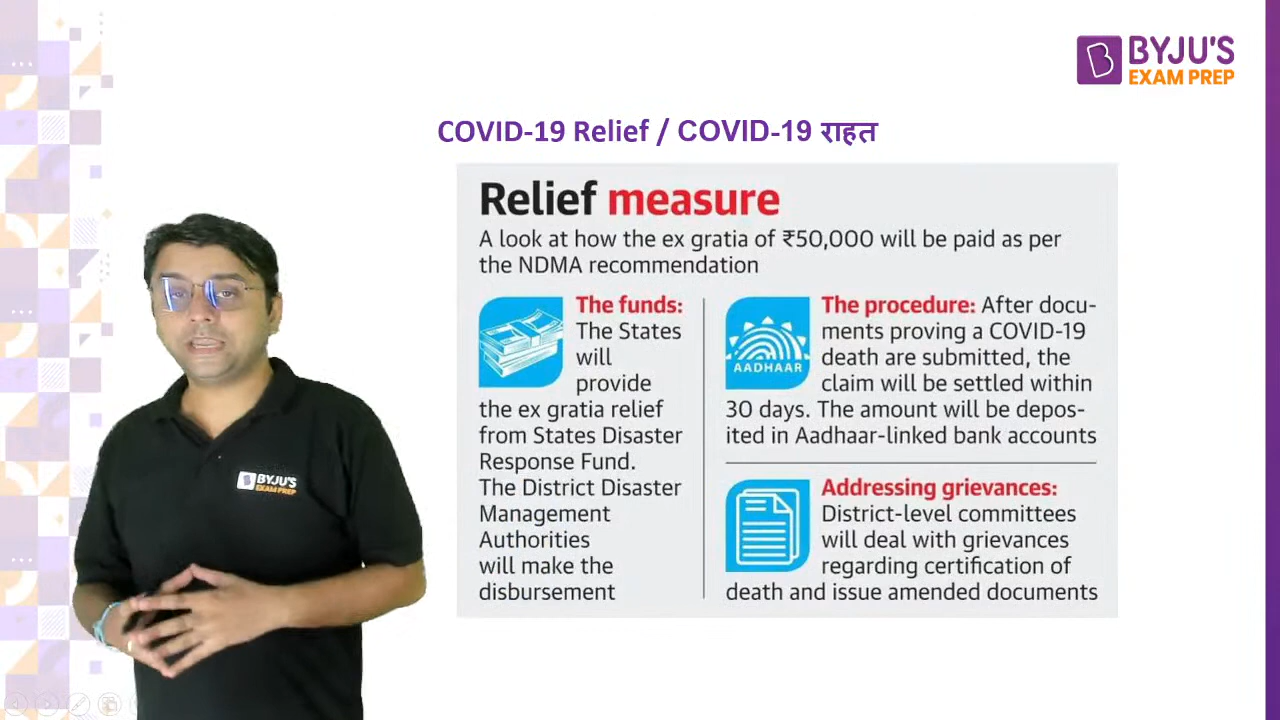 BYJU'S
EXAM PREP
COVID-19 Relief / COVID-19 राहत
Relief measure
A look at how the ex gratia of ₹50,000 will be paid as per
the NDMA recommendation
The funds:
The States
will
provide
the ex gratia relief
from States Disaster
Response Fund.
The District Disaster
Management
Authorities
will make the
disbursement
AADHAAR
The procedure: After docu-
ments proving a COVID-19
death are submitted, the
claim will be settled within
30 days. The amount will be depos-
ited in Aadhaar-linked bank accounts
Addressing grievances:
District-level committees
will deal with grievances
regarding certification of
death and issue amended documents
BYJU'S
EXAM PREP